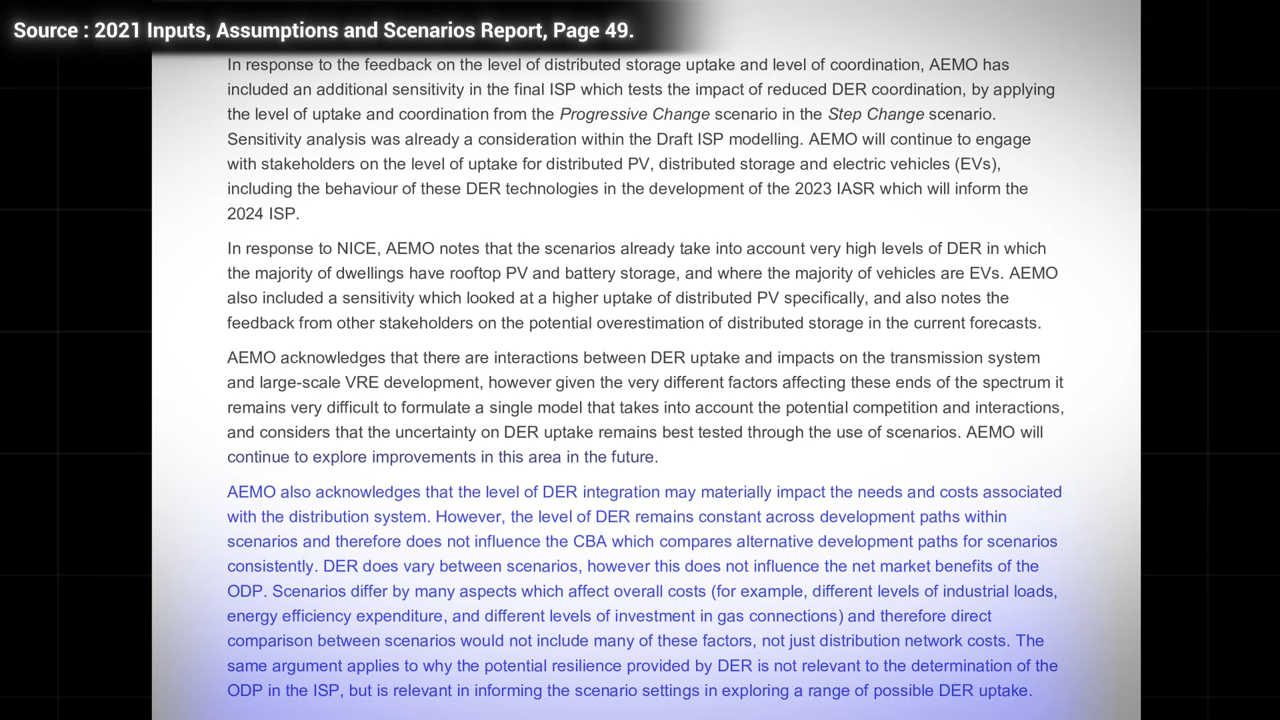 Source : 2021 Inputs, Assumptions and Scenarios Report, Page 49.
In response to the feedback on the level of distributed storage uptake and level of coordination, AEMO has
included an additional sensitivity in the final ISP which tests the impact of reduced DER coordination, by applying
the level of uptake and coordination from the Progressive Change scenario in the Step Change scenario.
Sensitivity analysis was already a consideration within the Draft ISP modelling. AEMO will continue to engage
with stakeholders on the level of uptake for distributed PV, distributed storage and electric vehicles (EVs),
including the behaviour of these DER technologies in the development of the 2023 IASR which will inform the
2024 ISP.
In response to NICE, AEMO notes that the scenarios already take into account very high levels of DER in which
the majority of dwellings have rooftop PV and battery storage, and where the majority of vehicles are EVs. AEMO
also included a sensitivity which looked at a higher uptake of distributed PV specifically, and also notes the
feedback from other stakeholders on the potential overestimation of distributed storage in the current forecasts.
AEMO acknowledges that there are interactions between DER uptake and impacts on the transmission system
and large-scale VRE development, however given the very different factors affecting these ends of the spectrum it
remains very difficult to formulate a single model that takes into account the potential competition and interactions,
and considers that the uncertainty on DER uptake remains best tested through the use of scenarios. AEMO will
continue to explore improvements in this area in the future.
AEMO also acknowledges that the level of DER integration may materially impact the needs and costs associated
with the distribution system. However, the level of DER remains constant across development paths within
scenarios and therefore does not influence the CBA which compares alternative development paths for scenarios
consistently. DER does vary between scenarios, however this does not influence the net market benefits of the
ODP. Scenarios differ by many aspects which affect overall costs (for example, different levels of industrial loads,
energy efficiency expenditure, and different levels of investment in gas connections) and therefore direct
comparison between scenarios would not include many of these factors, not just distribution network costs. The
same argument applies to why the potential resilience provided by DER is not relevant to the determination of the
ODP in the ISP, but is relevant in informing the scenario settings in exploring a range of possible DER uptake.